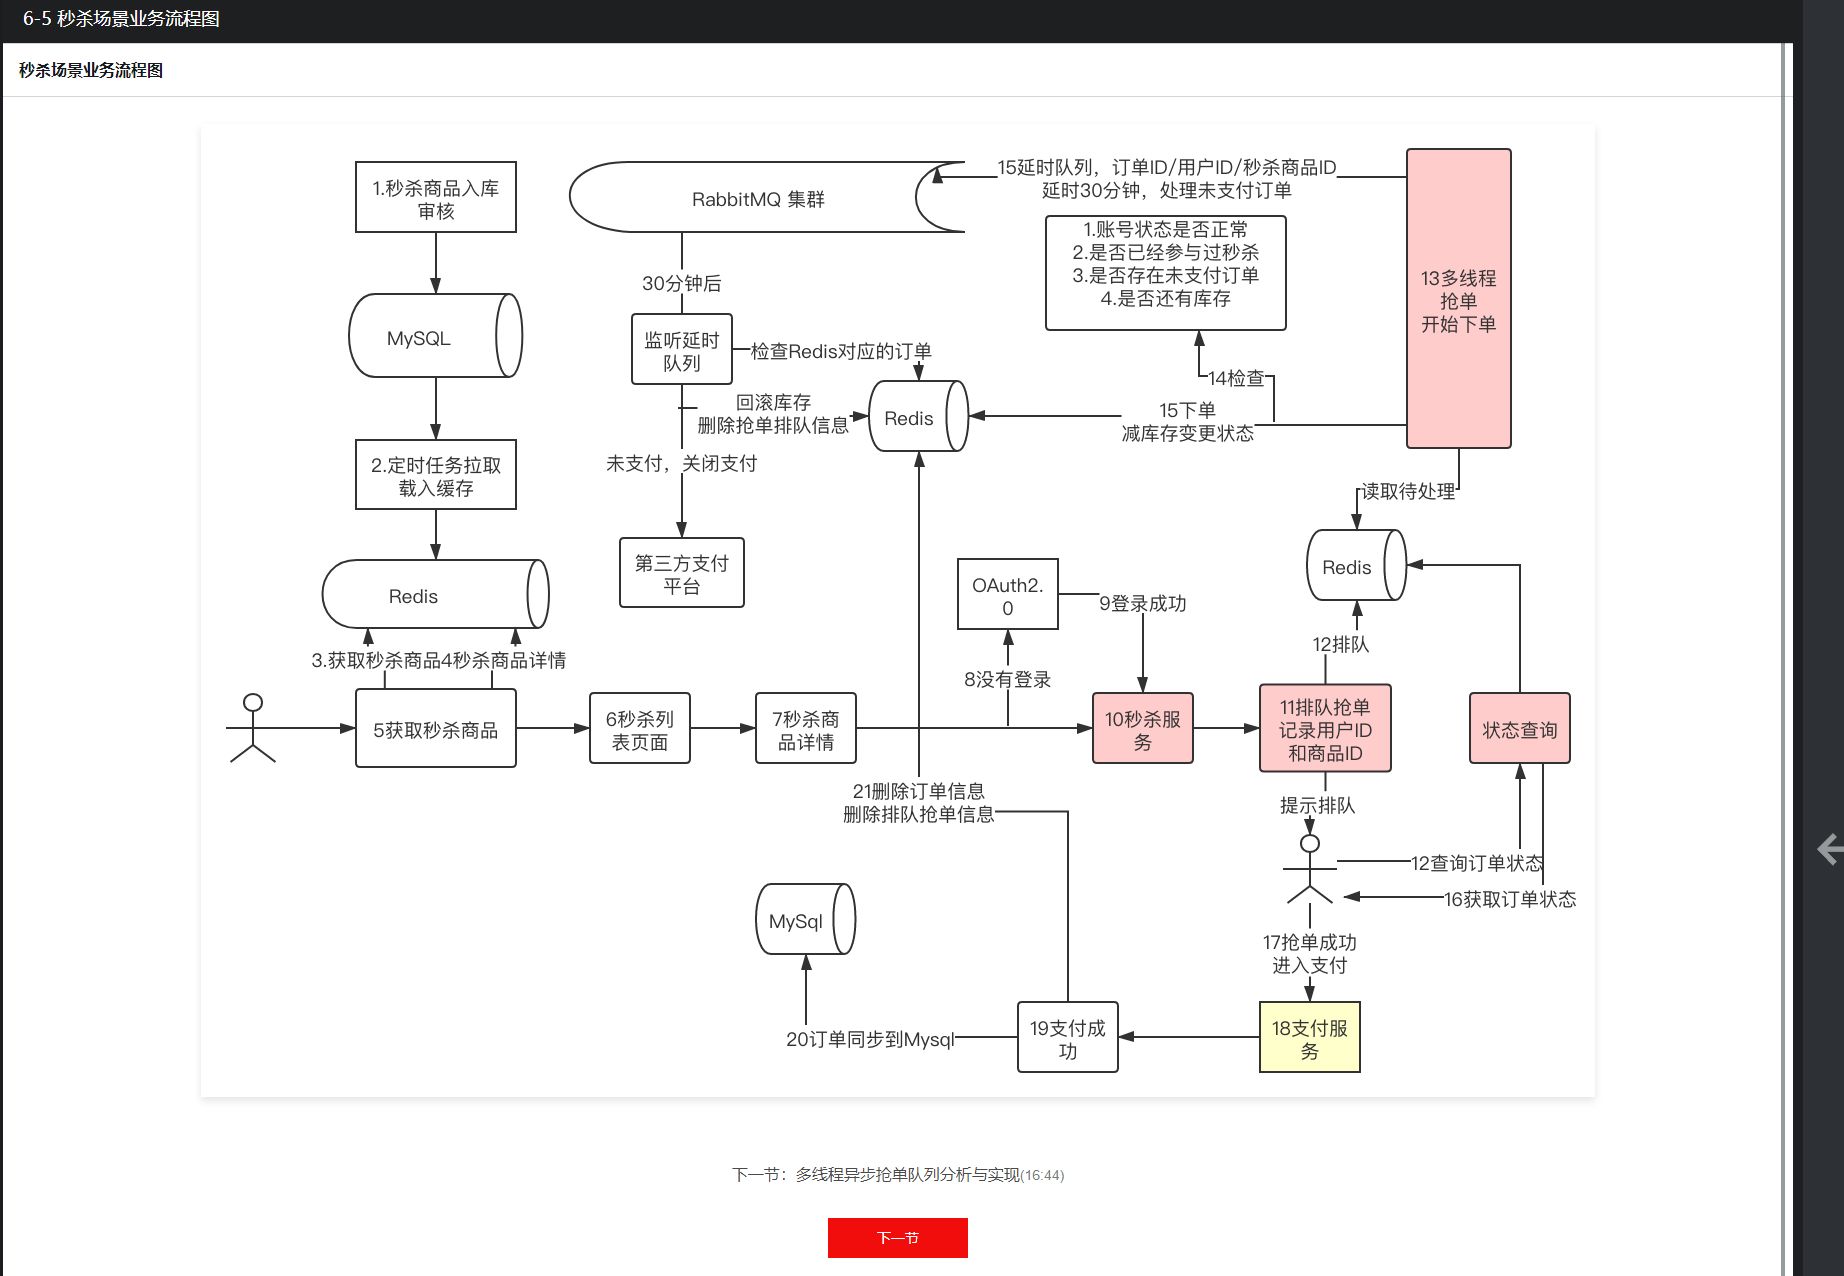 6-5 秒杀场景业务流程图
秒杀场景业务流程图
1.秒杀商品入库
审核
RabbitMQ 集群
15延时队列，订单ID/用户ID/秒杀商品ID
延时30分钟，处理未支付订单
1.账号状态是否正常
2.是否已经参与过秒杀
3.是否存在未支付订单
4.是否还有库存
13多线程
抢单
开始下单
30分钟后
MySQL
监听延时
队列
检查Redis对应的订单
14检查
回滚库存
删除抢单排队信息
Redis
15下单
减库存变更状态
2.定时任务拉取
载入缓存
未支付，关闭支付
读取待处理
第三方支付
平台
OAuth2.
0
9登录成功
Redis
Redis
3.获取秒杀商品4秒杀商品详情
8没有登录
12排队
5获取秒杀商品
6秒杀列
表页面
7秒杀商
品详情
10秒杀服
务
11排队抢单
记录用户ID
和商品ID
状态查询
21删除订单信息
删除排队抢单信息
提示排队
12查询订单状态
16获取订单状态
MySql
17抢单成功
进入支付
20订单同步到Mysql
19支付成
功
18支付服
务
下一节：多线程异步抢单队列分析与实现(16:44)
下一节